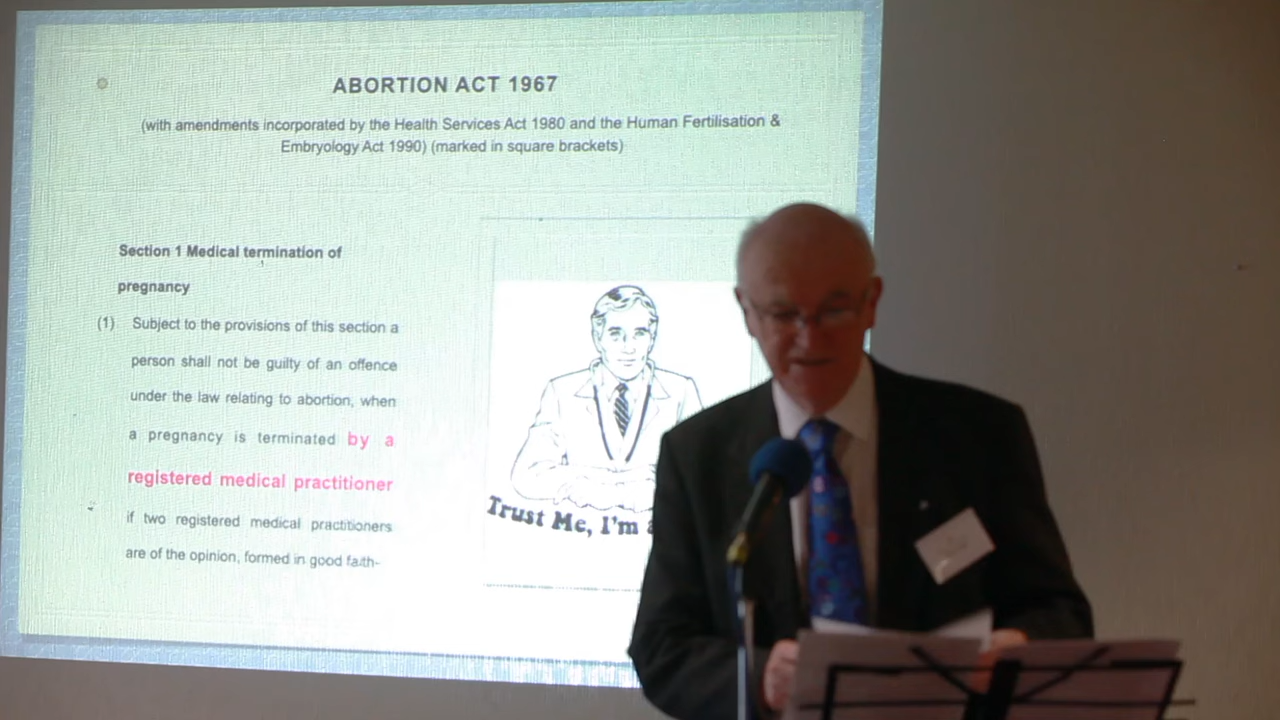 ABORTION ACT 1967
(with amendments incorporated by the Health Services Act 1980 and the Human Fertilisation &
Embryology Act 1990) (marked in square brackets)
Section 1 Medical termination of
pregnancy
(1) Subject to the provisions of this section a
person shall not be guilty of an offence
under the law relating to abortion, when
a pregnancy is terminated by a
registered medical practitioner
if two registered medical practitioners
are of the opinion, formed in good faith-
Trust Me, I'm